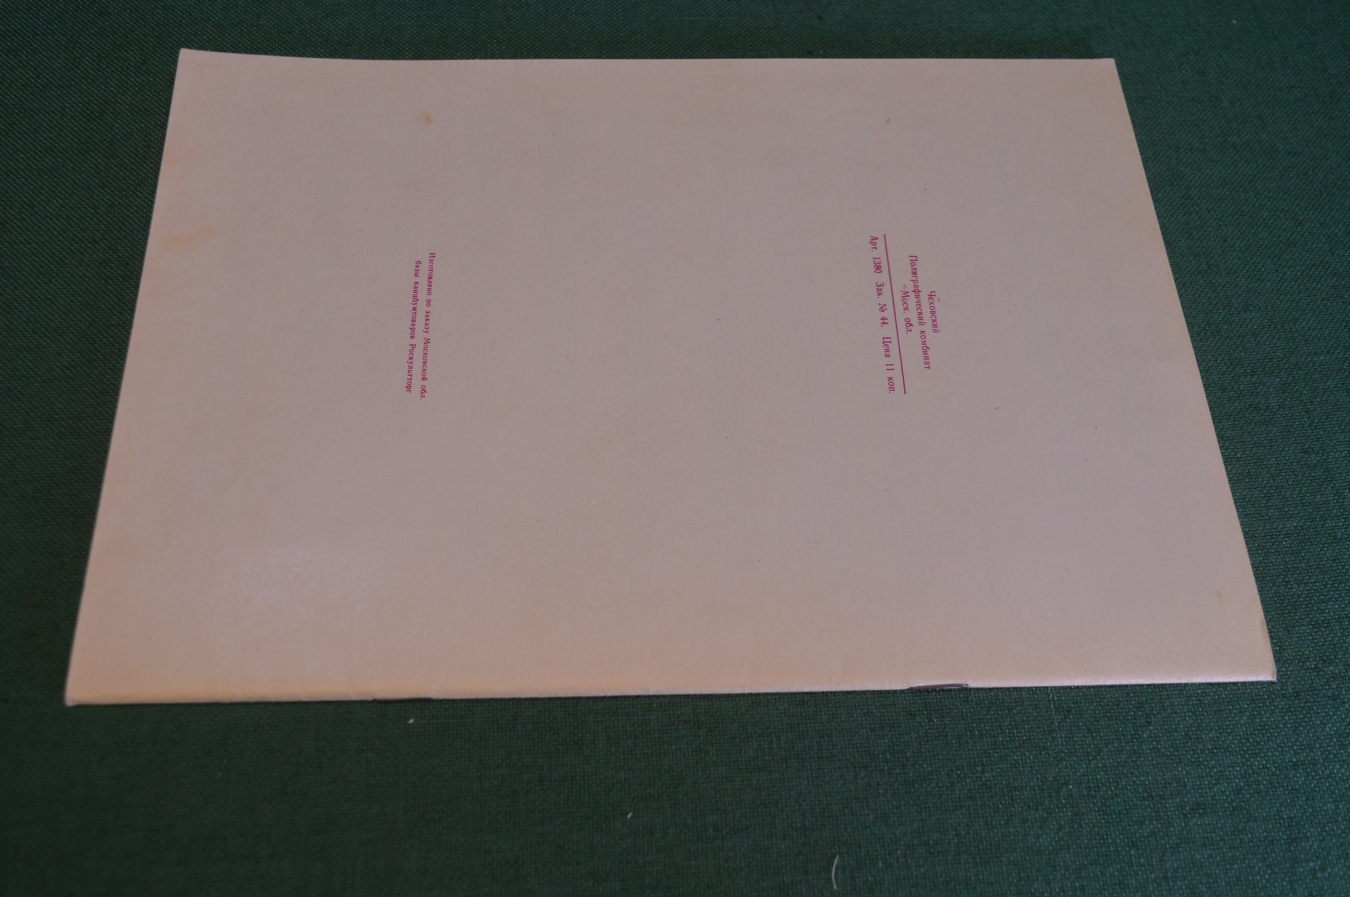 Чеховский
Полиграфический комбинат
Моск. обл.
Арт. 1380 Зак. № 44. Цена 11 коп.
Изготовлено по заказу Московской обл.
базы канцбумтоваров Роскультторг